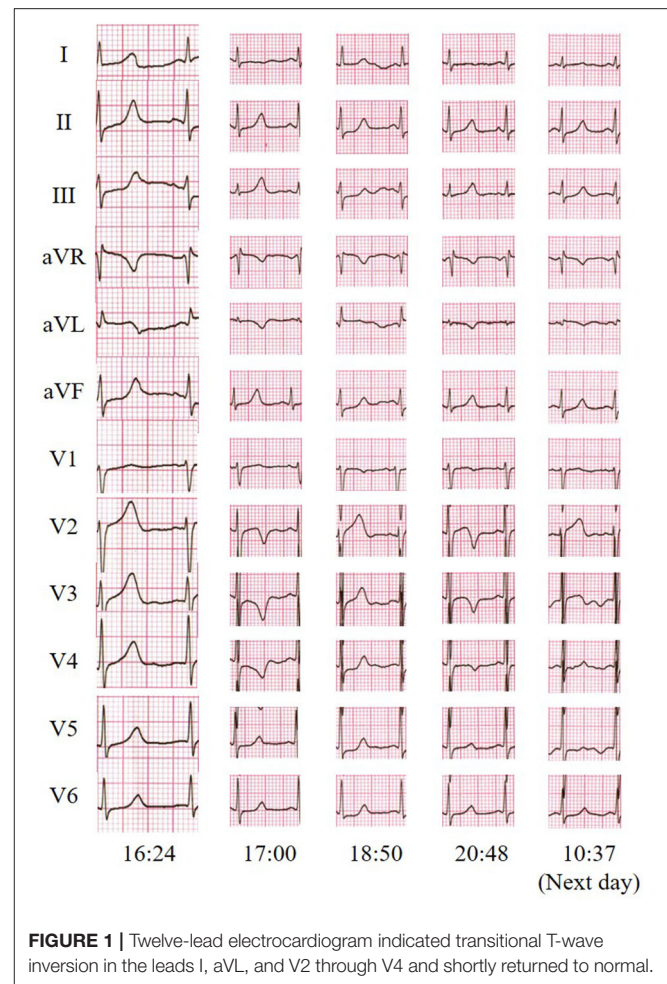 I
II
III
aVR
aVL
aVF
V1
V2
V3
V4
V5
V6
16:24 17:00 18:50 20:48 10:37
(Next day)
FIGURE 1 | Twelve-lead electrocardiogram indicated transitional T-wave
inversion in the leads I, aVL, and V2 through V4 and shortly returned to normal.